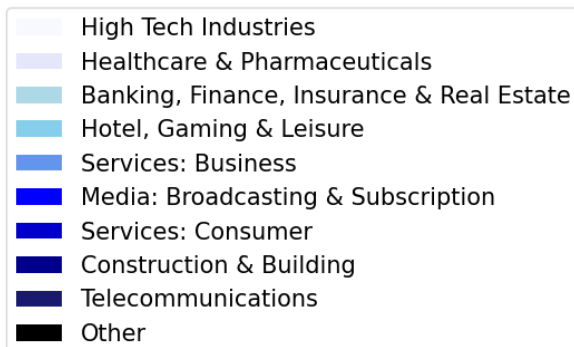 High Tech Industries
Healthcare & Pharmaceuticals
Banking, Finance, Insurance & Real Estate
Hotel, Gaming & Leisure
Services: Business
Media: Broadcasting & Subscription
Services: Consumer
Construction & Building
Telecommunications
Other